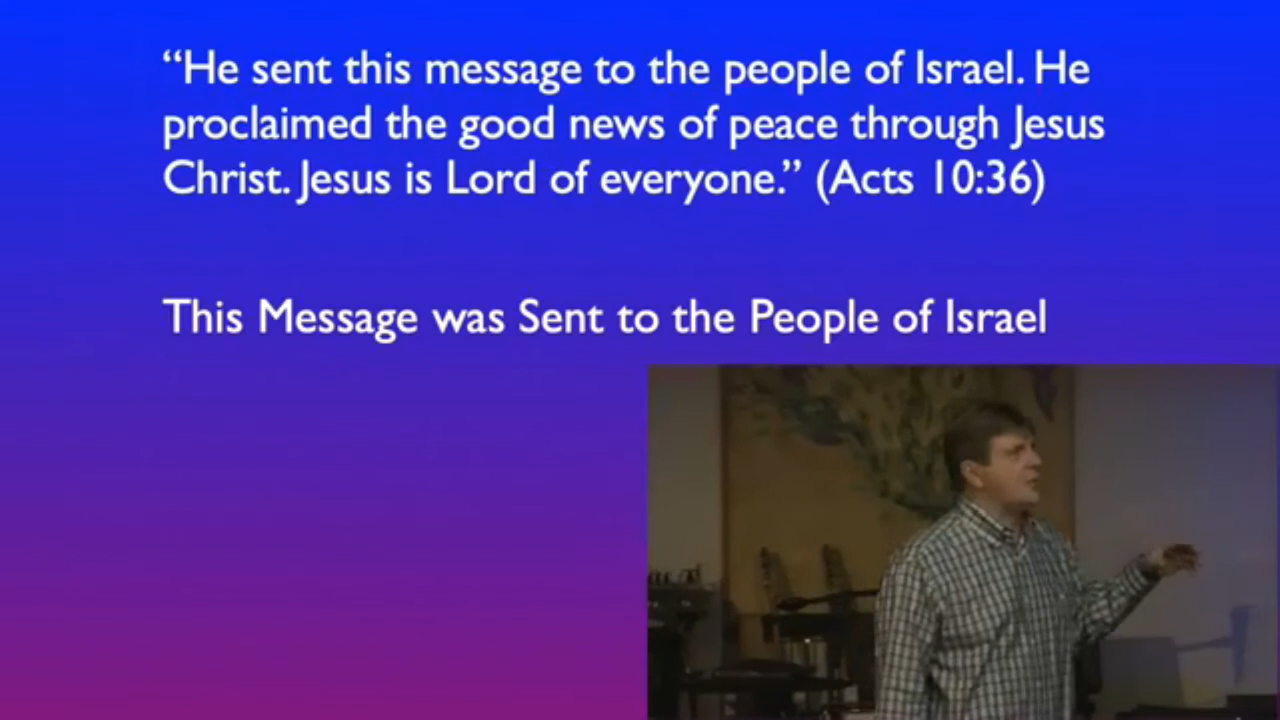 “He sent this message to the people of Israel. He
proclaimed the good news of peace through Jesus
Christ. Jesus is Lord of everyone.” (Acts 10:36)
This Message was Sent to the People of Israel